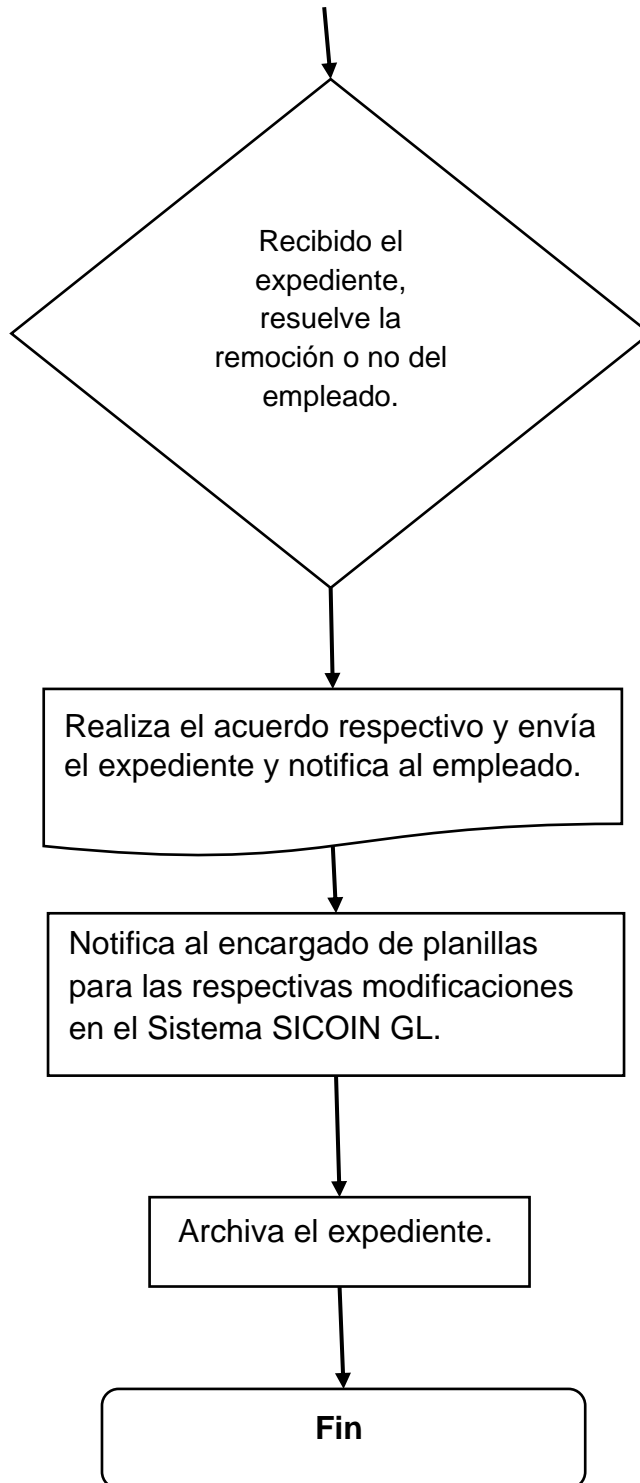 Recibido el
expediente,
resuelve la
remoción o no del
empleado.
Realiza el acuerdo respectivo y envía
el expediente y notifica al empleado.
Notifica al encargado de planillas
para las respectivas modificaciones
en el Sistema SICOIN GL.
Archiva el expediente.
Fin